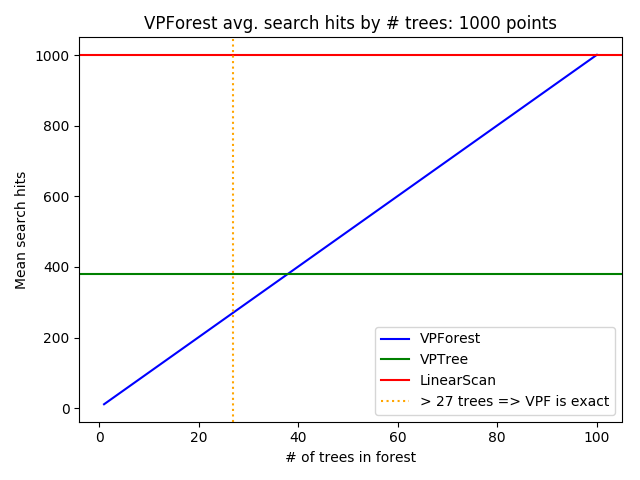 VPForest avg. search hits by # trees: 1000 points
1000
800
600
400
200
0
Mean search hits
VPForest
VPTree
LinearScan
> 27 trees => VPF is exact
0 20 40 60 80 100
# of trees in forest